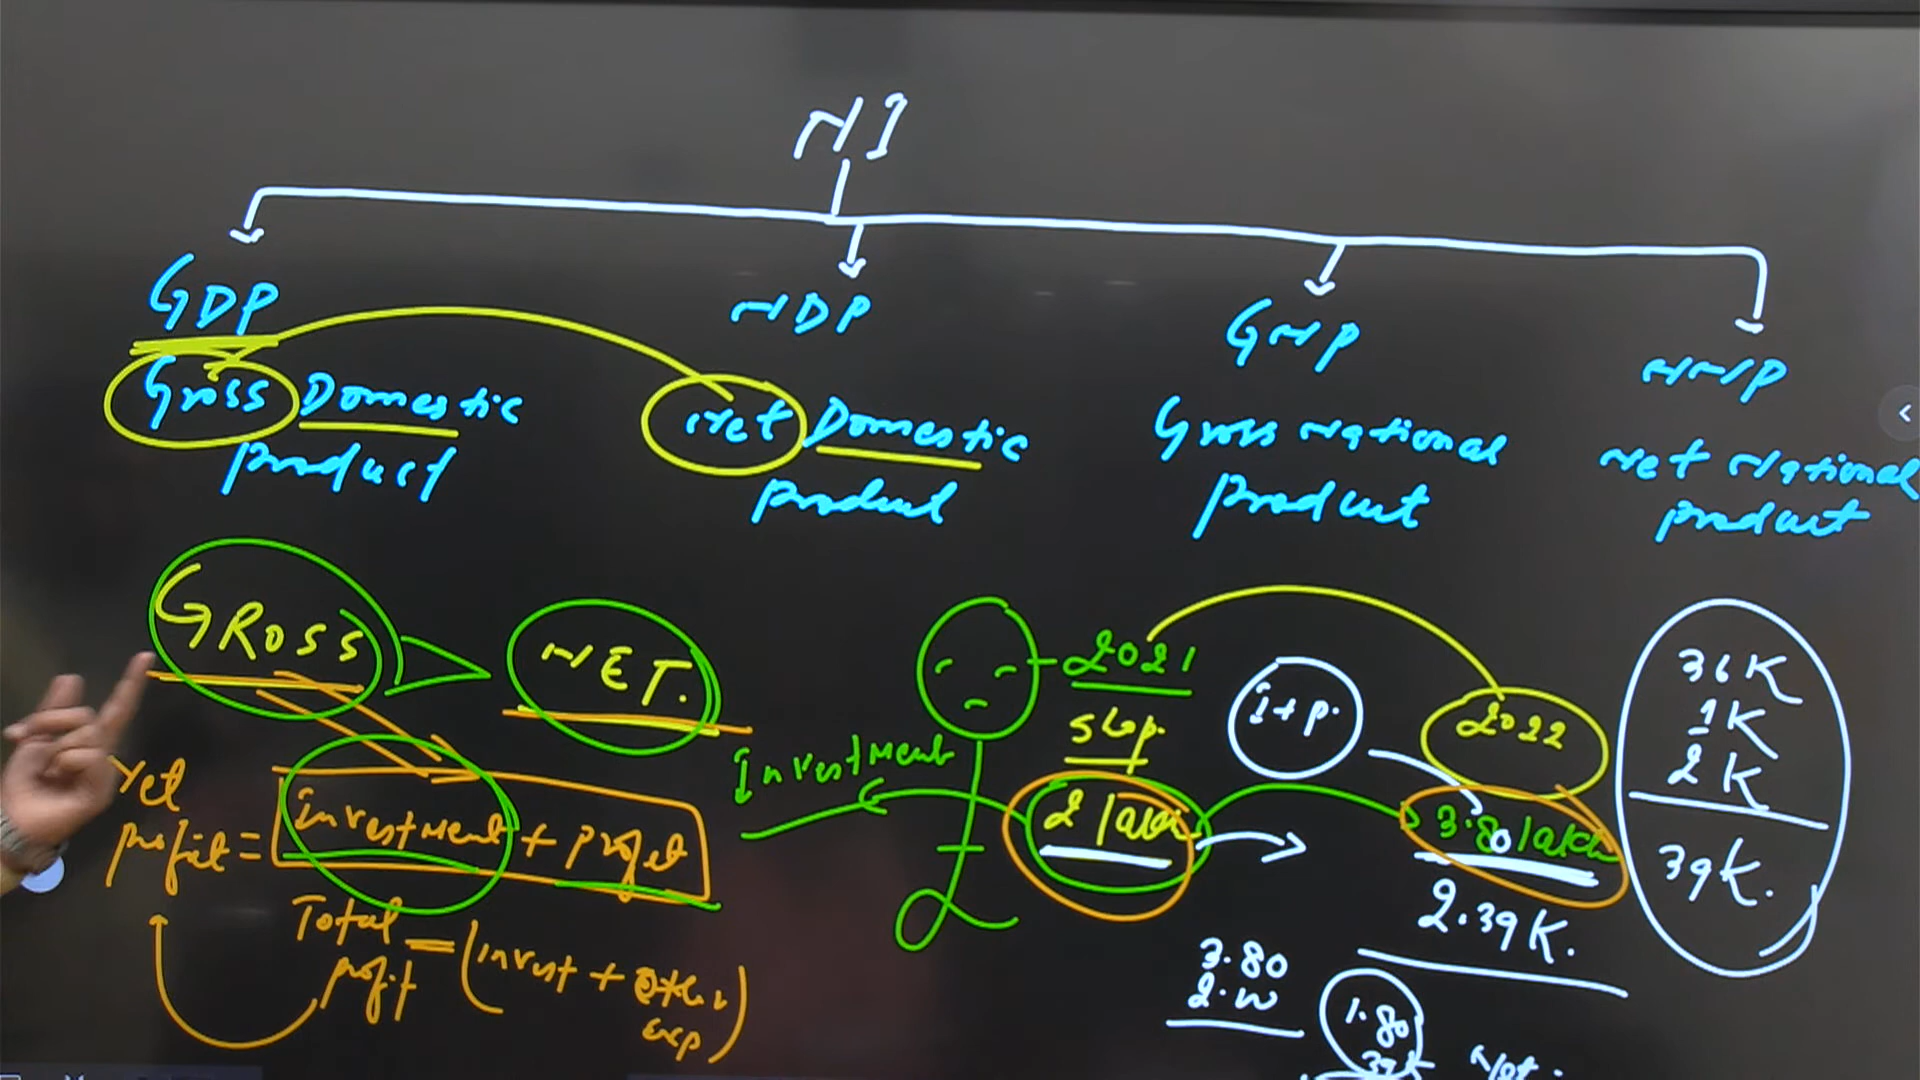 NI
GDP
NDP
GNP
NNP
Gross Domestic
product
Net Domestic
product
Gross National
product
Net National
product
GROSS
NET.
2021
Shop.
Investment
2 lakh
I+p.
2022
3.80 lakh
2.39K.
36K
1K
2K
39K.
Net
profit = Investment + Profit
Total
profit = (invest + other
exp)
3.80
1.80
39K